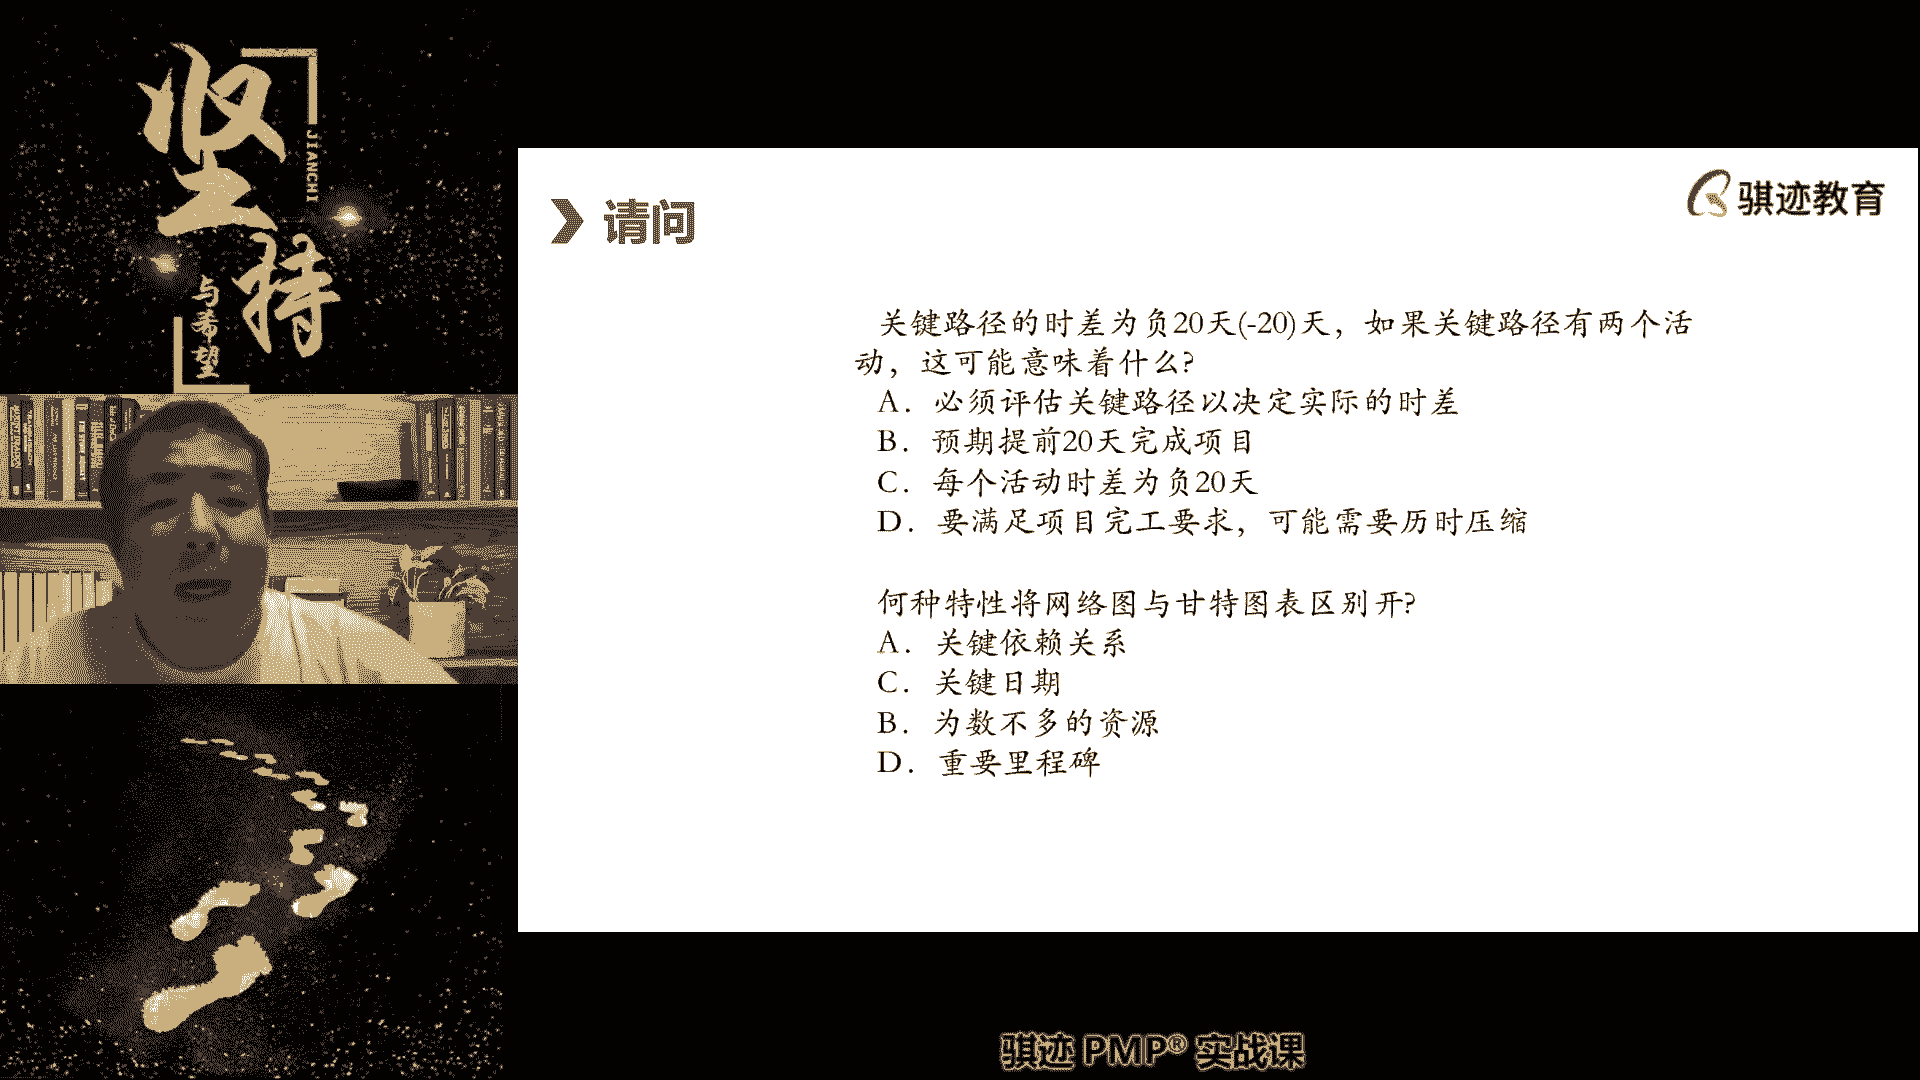 坚持
JIANCHI
与希望
请问
骐迹教育
关键路径的时差为负20天(-20)天，如果关键路径有两个活
动，这可能意味着什么?
A．必须评估关键路径以决定实际的时差
B．预期提前20天完成项目
C．每个活动时差为负20天
D．要满足项目完工要求，可能需要历时压缩
何种特性将网络图与甘特图表区别开?
A．关键依赖关系
C．关键日期
B．为数不多的资源
D．重要里程碑
骐迹 PMP® 实战课